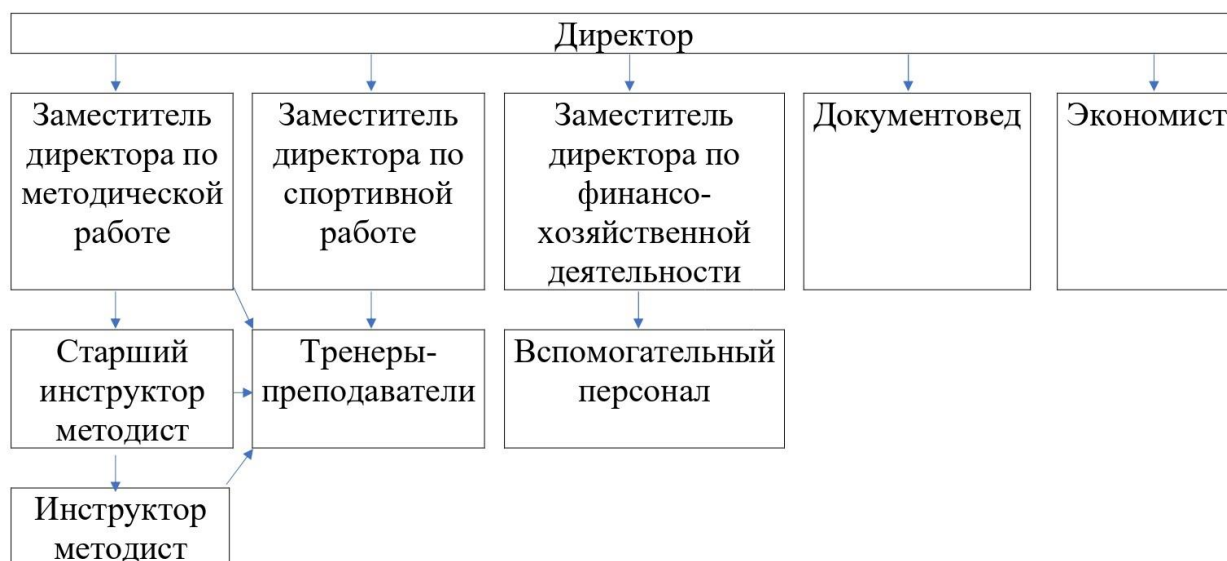 Директор
Заместитель
директора по
методической
работе
Заместитель
директора по
спортивной
работе
Заместитель
директора по
финансо-
хозяйственной
деятельности
Документовед
Экономист
Старший
инструктор
методист
Тренеры-
преподаватели
Вспомогательный
персонал
Инструктор
методист